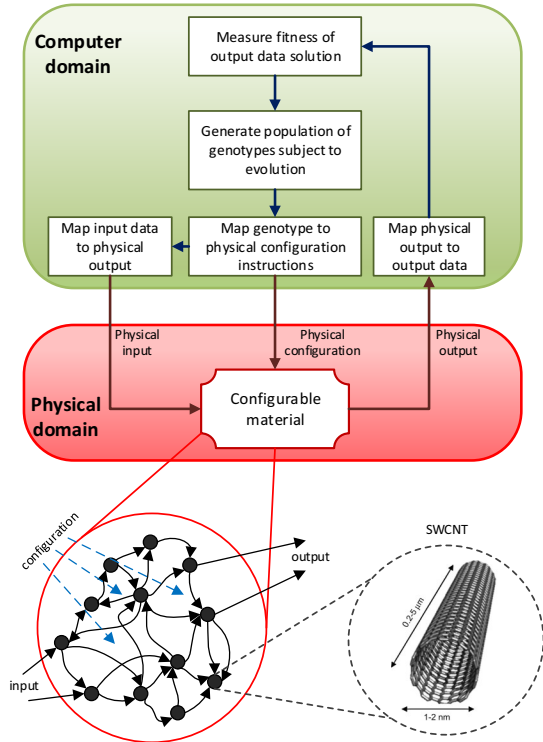 Computer
domain
Measure fitness of
output data solution
Generate population of
genotypes subject to
evolution
Map input data
to physical
output
Map genotype to
physical configuration
instructions
Map physical
output to
output data
Physical
input
Physical
configuration
Physical
output
Physical
domain
Configurable
material
configuration
output
input
SWCNT
0.2-5 µm
1-2 nm